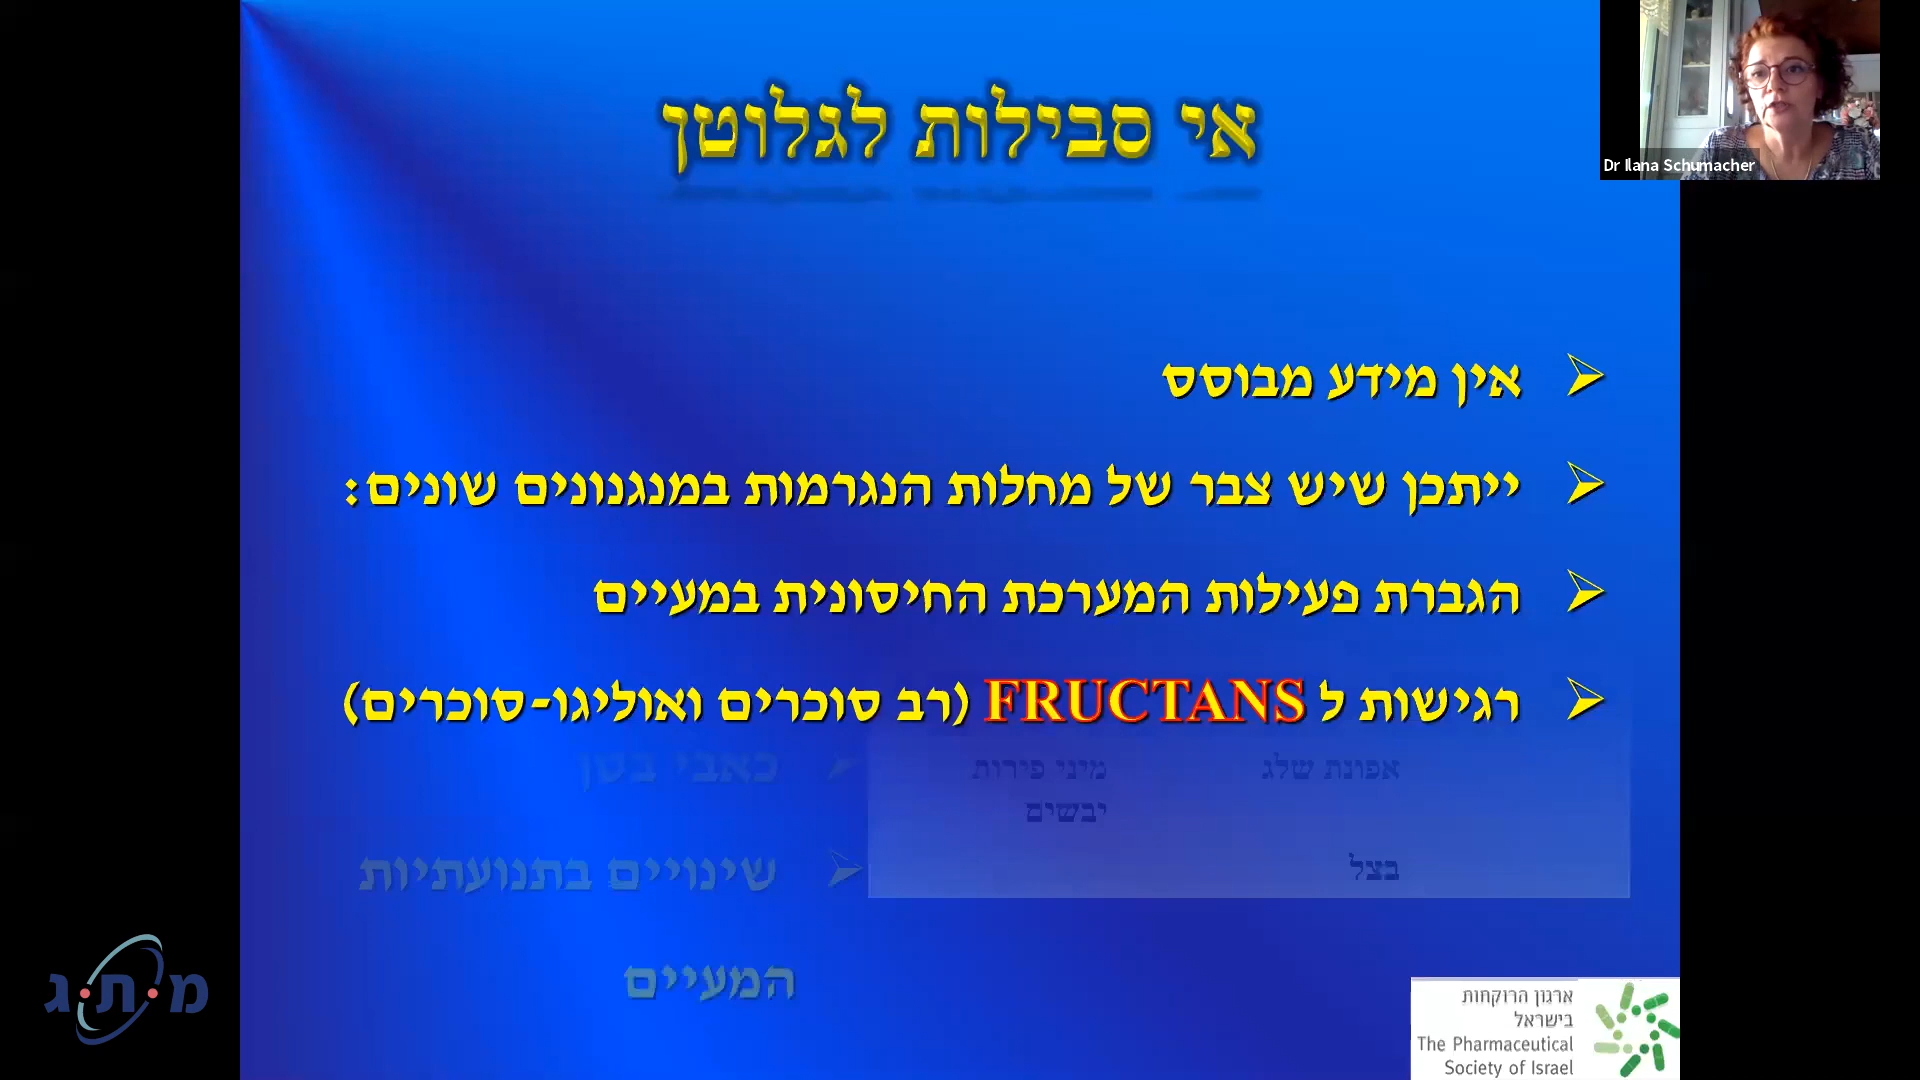 אי סבילות לגלוטן
Dr Ilana Schumacher
אין מידע מבוסס
ייתכן שיש צבר של מחלות הנגרמות במנגנונים שונים:
הגברת פעילות המערכת החיסונית במעיים
רגישות ל FRUCTANS (רב סוכרים ואוליגו-סוכרים)
אפונת שלג
מיני פירות
יבשים
בצל
כאבי בטן
שינויים בתנועתיות
המעיים
מ.ת.ג
ארגון הרוקחות
בישראל
The Pharmaceutical
Society of Israel